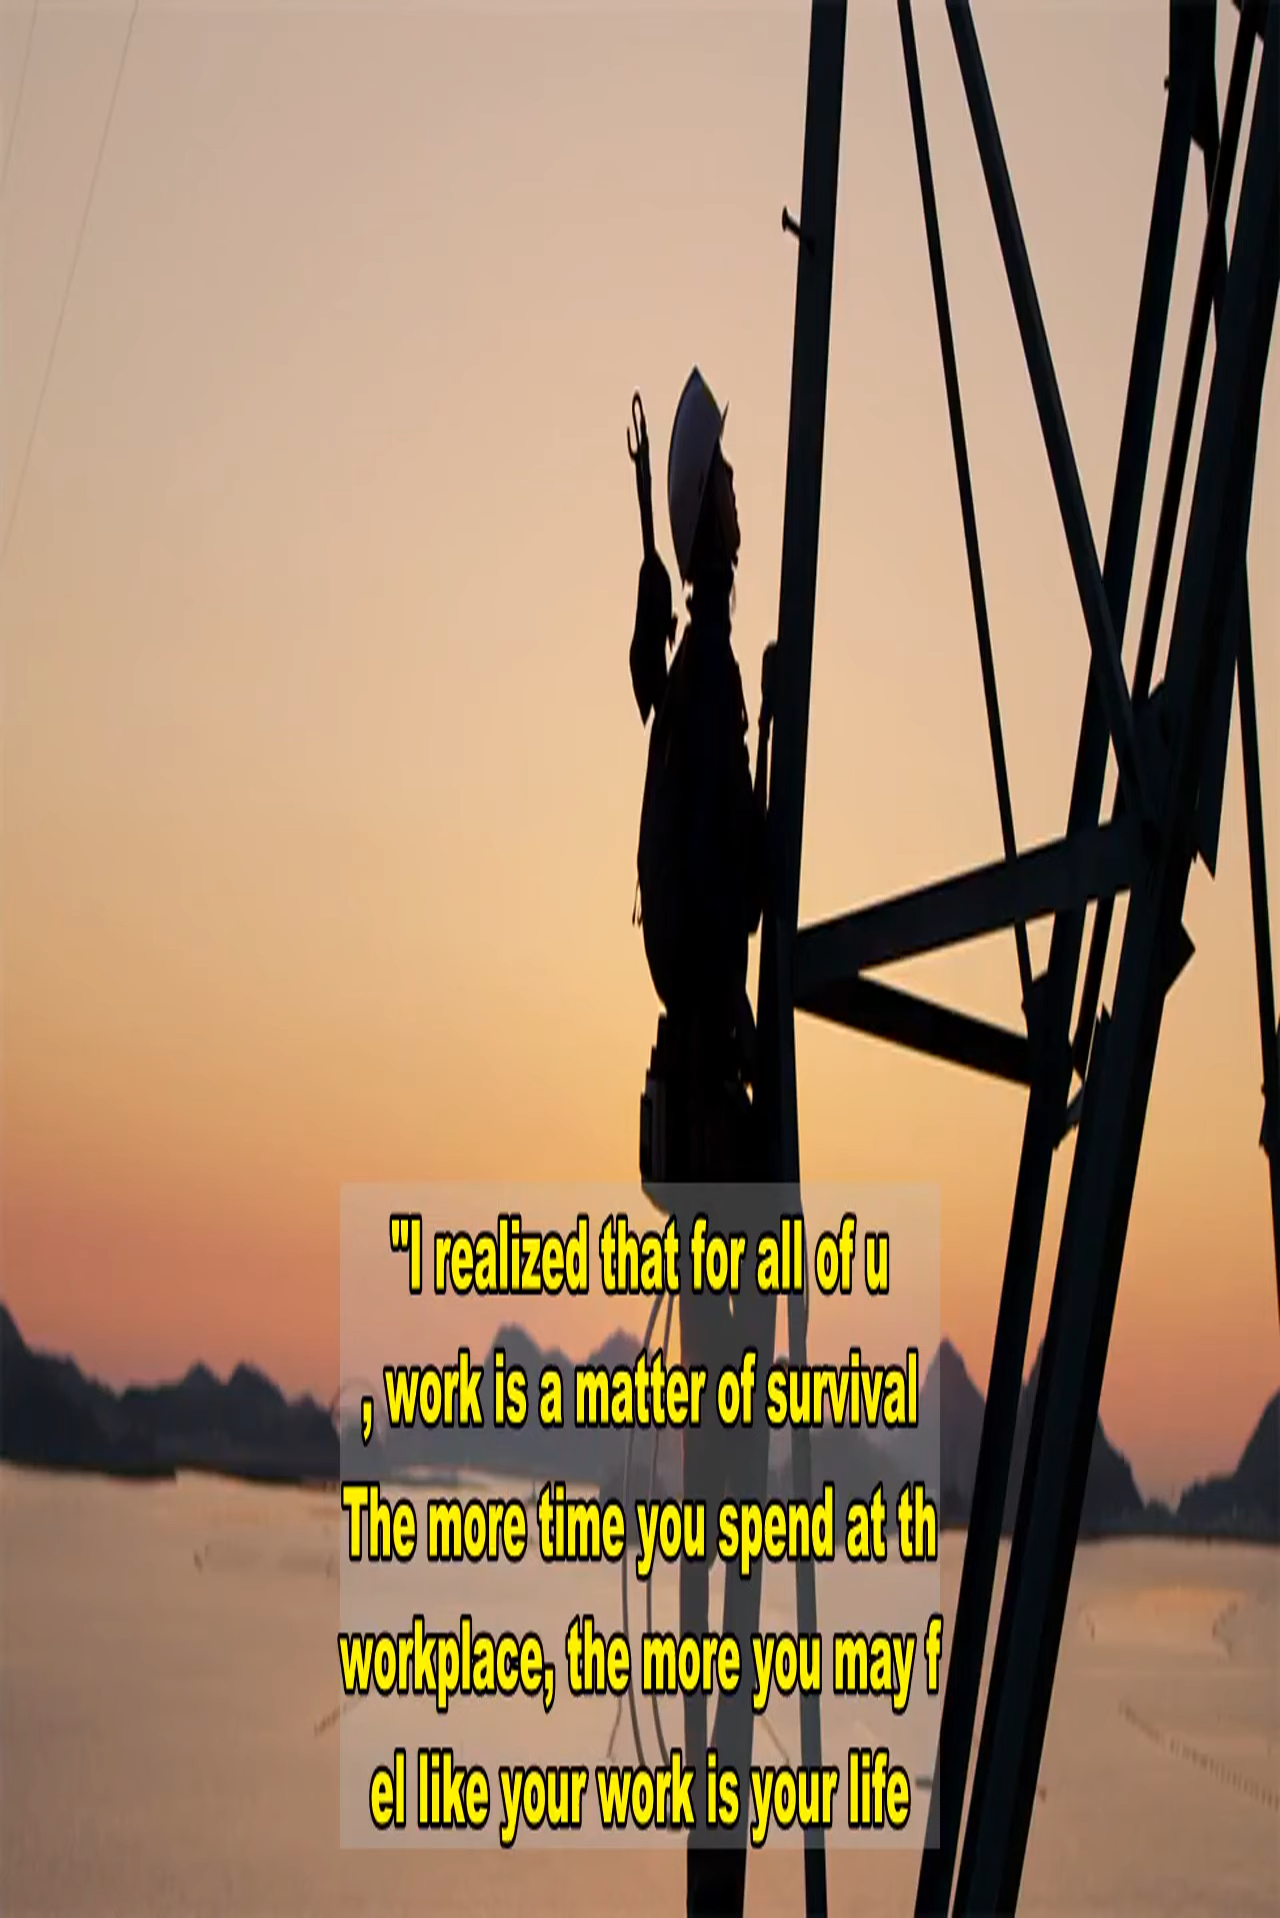 "I realized that for all of u
, work is a matter of survival
The more time you spend at th
workplace, the more you may f
el like your work is your life